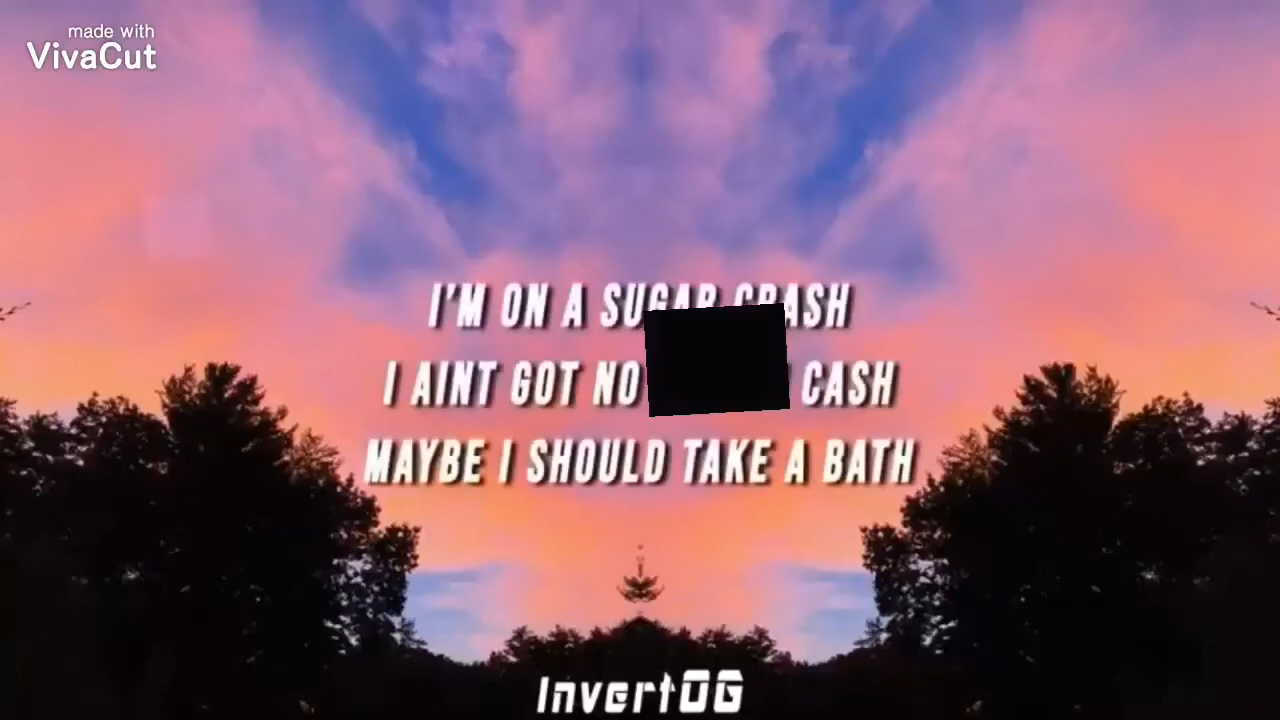 made with
VivaCut
I'M ON A SUGAR CRASH
I AINT GOT NO CASH
MAYBE I SHOULD TAKE A BATH
InvertOG